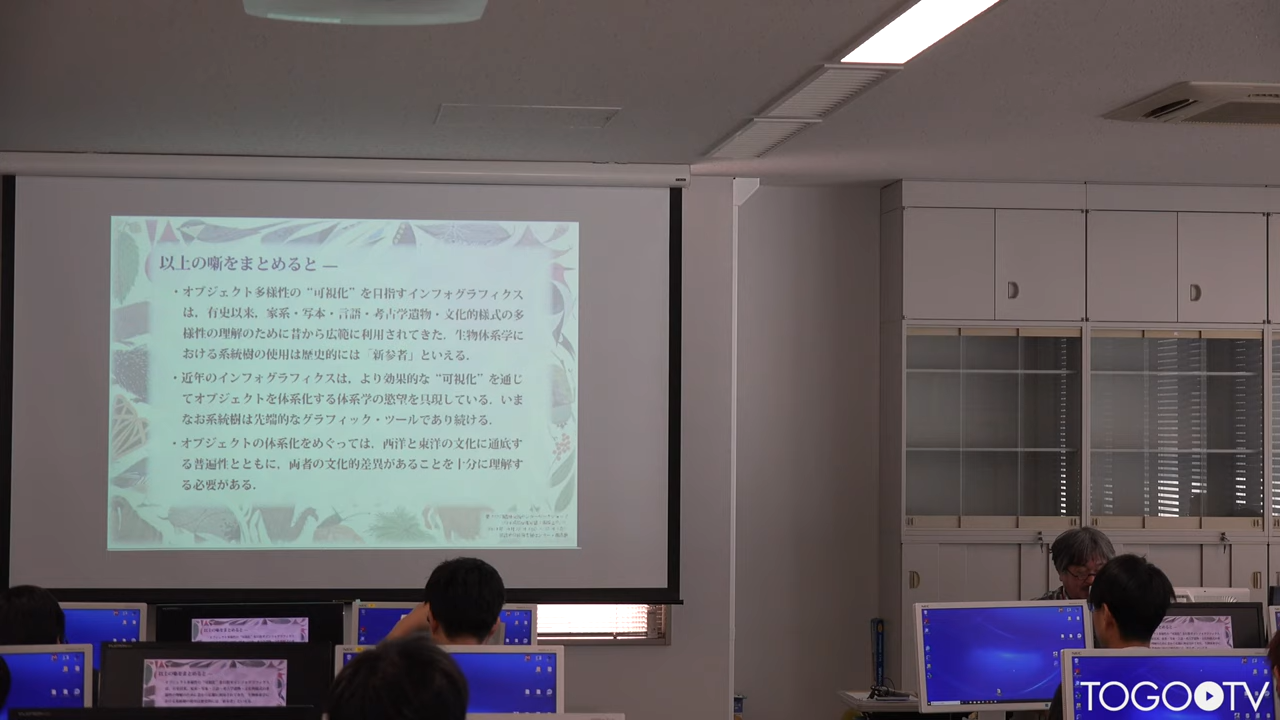 以上の噺をまとめると —
・オブジェクト多様性の“可視化”を目指すインフォグラフィクス
は，有史以来，家系・写本・言語・考古学遺物・文化的様式の多
様性の理解のために昔から広範に利用されてきた．生物体系学に
おける系統樹の使用は歴史的には「新参者」といえる．
・近年のインフォグラフィクスは，より効果的な“可視化”を通じ
てオブジェクトを体系化する体系学の慾望を具現している．いま
なお系統樹は先端的なグラフィック・ツールであり続ける．
・オブジェクトの体系化をめぐっては，西洋と東洋の文化に通底す
る普遍性とともに，両者の文化的差異があることを十分に理解す
る必要がある．
以上の噺をまとめると —
TOGOTV